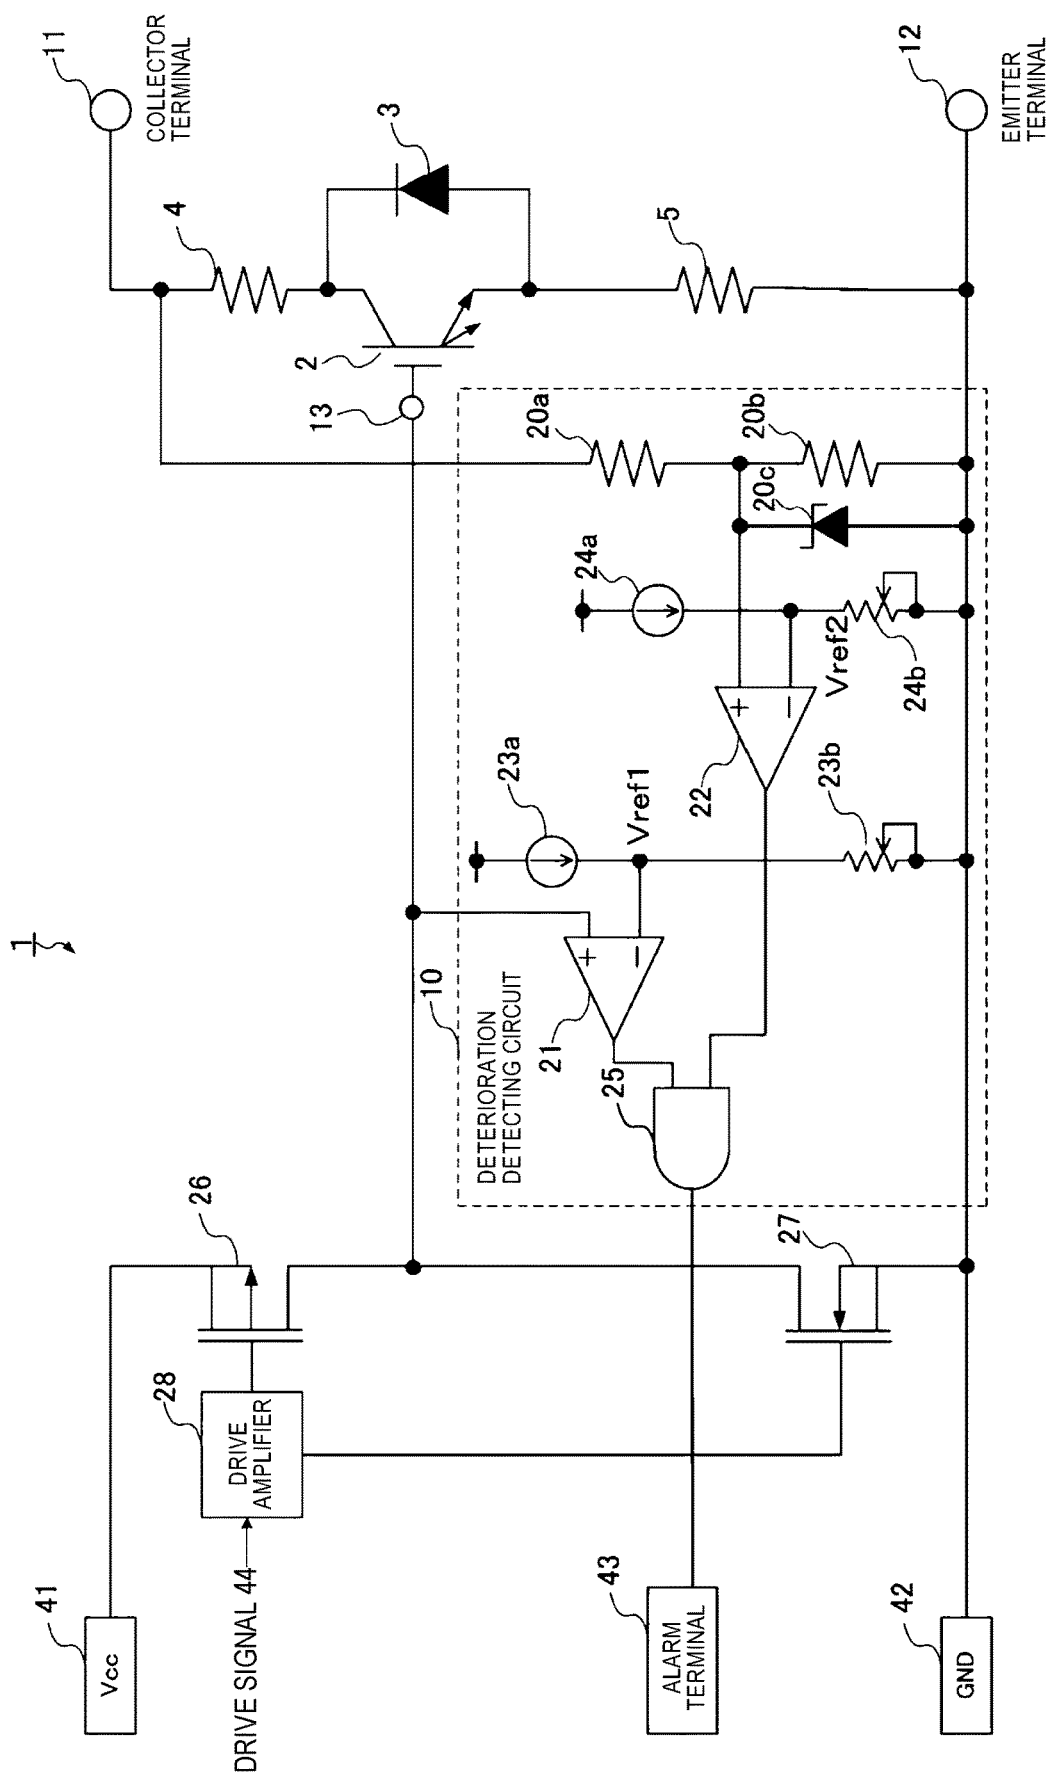 1
41
Vcc
DRIVE SIGNAL 44
28
DRIVE
AMPLIFIER
26
27
43
ALARM
TERMINAL
42
GND
10
DETERIORATION
DETECTING CIRCUIT
25
21
+
−
23a
Vref1
23b
22
+
−
24a
Vref2
24b
20a
20b
20c
13
2
3
4
5
11
COLLECTOR
TERMINAL
12
EMITTER
TERMINAL